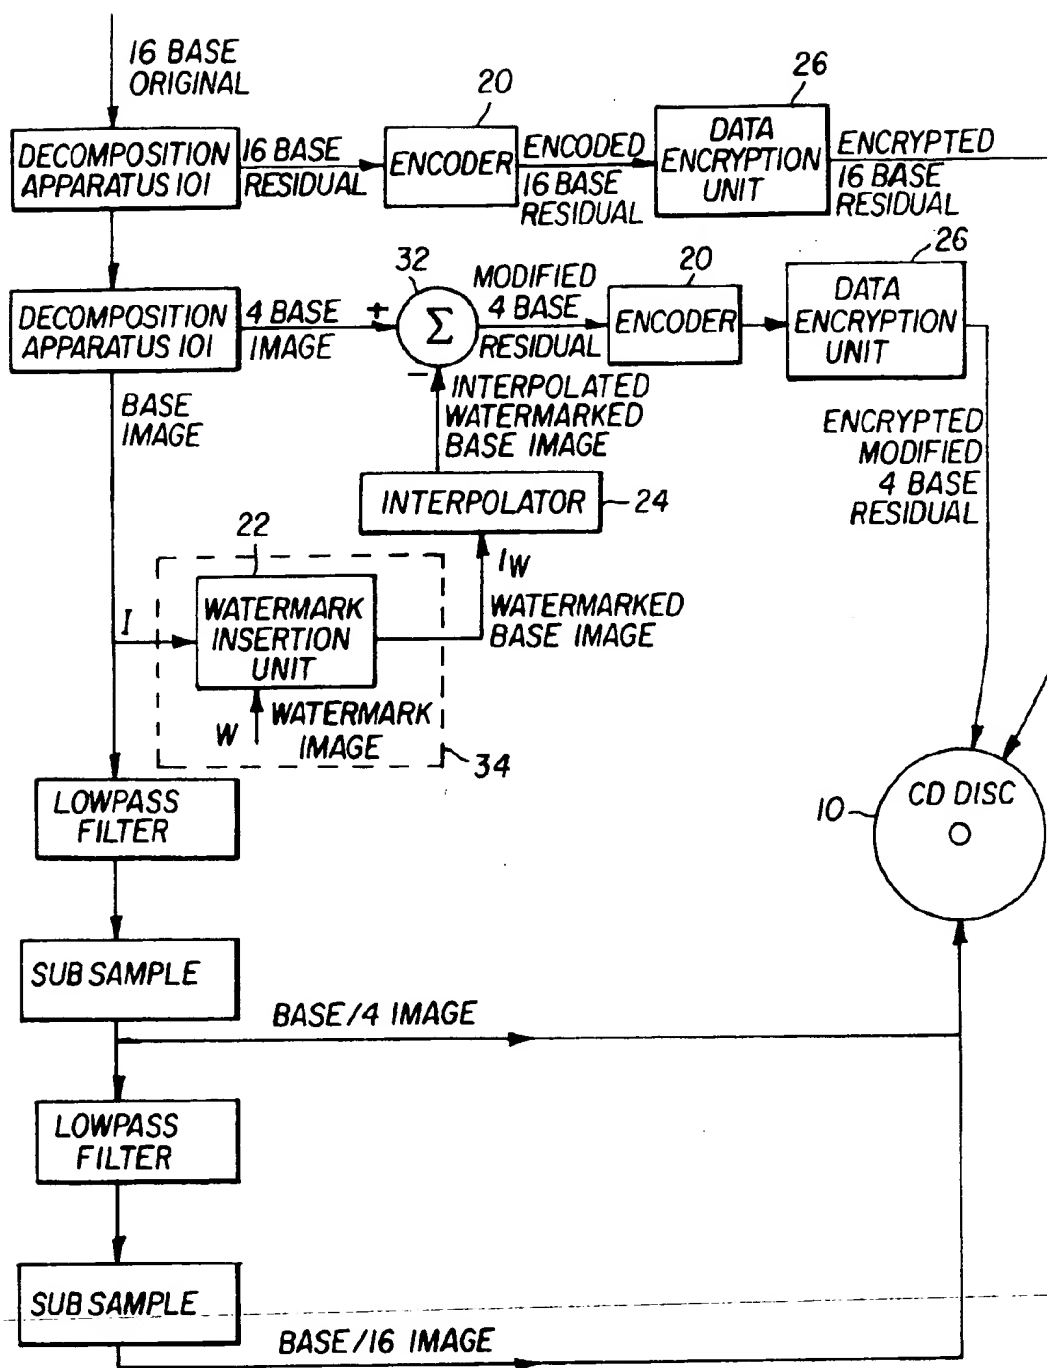 16 BASE
ORIGINAL
DECOMPOSITION
APPARATUS 101
16 BASE
RESIDUAL
20
ENCODER
ENCODED
16 BASE
RESIDUAL
26
DATA
ENCRYPTION
UNIT
ENCRYPTED
16 BASE
RESIDUAL
DECOMPOSITION
APPARATUS 101
4 BASE
IMAGE
32
+
Σ
−
MODIFIED
4 BASE
RESIDUAL
20
ENCODER
26
DATA
ENCRYPTION
UNIT
BASE
IMAGE
INTERPOLATED
WATERMARKED
BASE IMAGE
ENCRYPTED
MODIFIED
4 BASE
RESIDUAL
INTERPOLATOR
24
22
I
WATERMARK
INSERTION
UNIT
IW
WATERMARKED
BASE IMAGE
W
WATERMARK
IMAGE
34
LOWPASS
FILTER
10
CD DISC
SUB SAMPLE
BASE/4 IMAGE
LOWPASS
FILTER
SUB SAMPLE
BASE/16 IMAGE